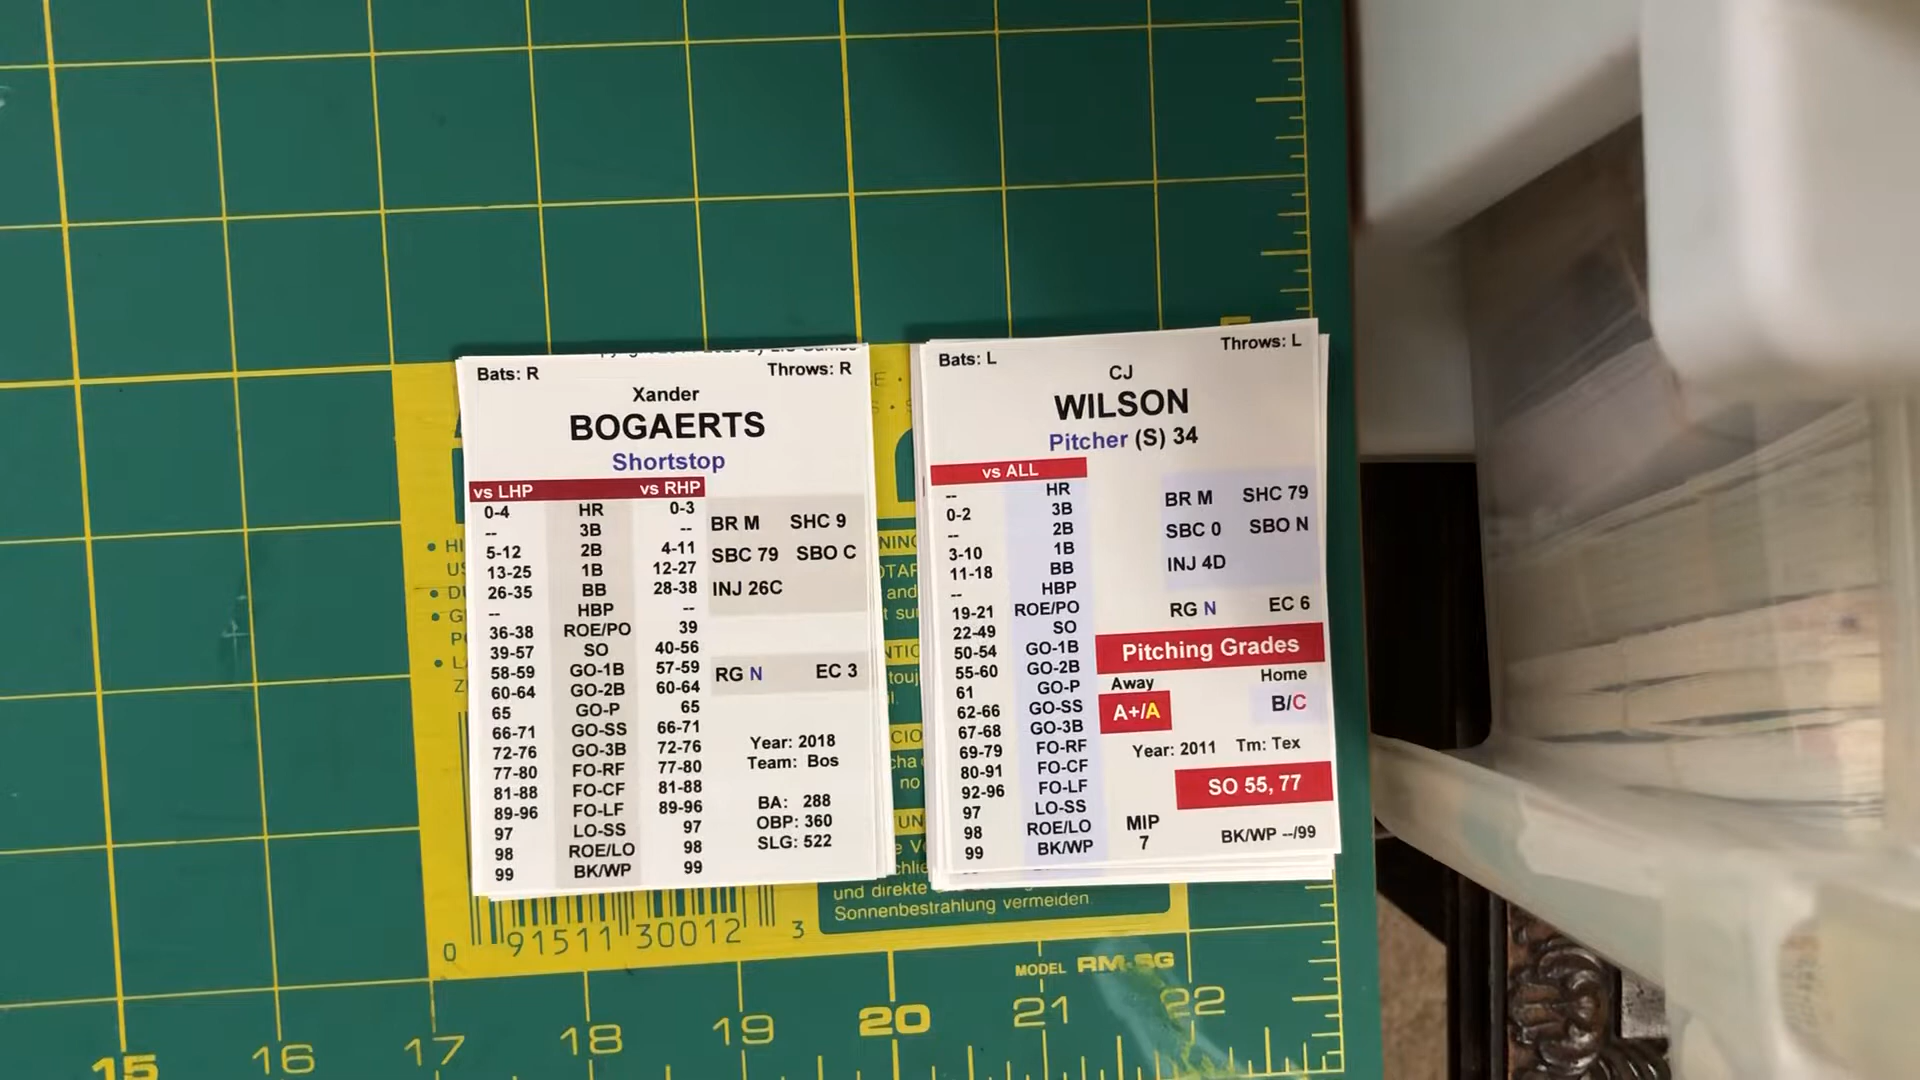 Bats: R Throws: R
Xander
BOGAERTS
Shortstop
vs LHP vs RHP
0-4 HR 0-3
-- 3B --
5-12 2B 4-11
13-25 1B 12-27
26-35 BB 28-38
-- HBP --
36-38 ROE/PO 39
39-57 SO 40-56
58-59 GO-1B 57-59
60-64 GO-2B 60-64
65 GO-P 65
66-71 GO-SS 66-71
72-76 GO-3B 72-76
77-80 FO-RF 77-80
81-88 FO-CF 81-88
89-96 FO-LF 89-96
97 LO-SS 97
98 ROE/LO 98
99 BK/WP 99
BR M SHC 9
SBC 79 SBO C
INJ 26C
RG N EC 3
Year: 2018
Team: Bos
BA: 288
OBP: 360
SLG: 522
Bats: L Throws: L
CJ
WILSON
Pitcher (S) 34
vs ALL
-- HR
0-2 3B
-- 2B
3-10 1B
11-18 BB
-- HBP
19-21 ROE/PO
22-49 SO
50-54 GO-1B
55-60 GO-2B
61 GO-P
62-66 GO-SS
67-68 GO-3B
69-79 FO-RF
80-91 FO-CF
92-96 FO-LF
97 LO-SS
98 ROE/LO
99 BK/WP
BR M SHC 79
SBC 0 SBO N
INJ 4D
RG N EC 6
Pitching Grades
Away Home
A+/A B/C
Year: 2011 Tm: Tex
SO 55, 77
MIP
7
BK/WP --/99
und direkte
Sonnenbestrahlung vermeiden
0 91511 30012 3
MODEL RM-SG
15 16 17 18 19 20 21 22